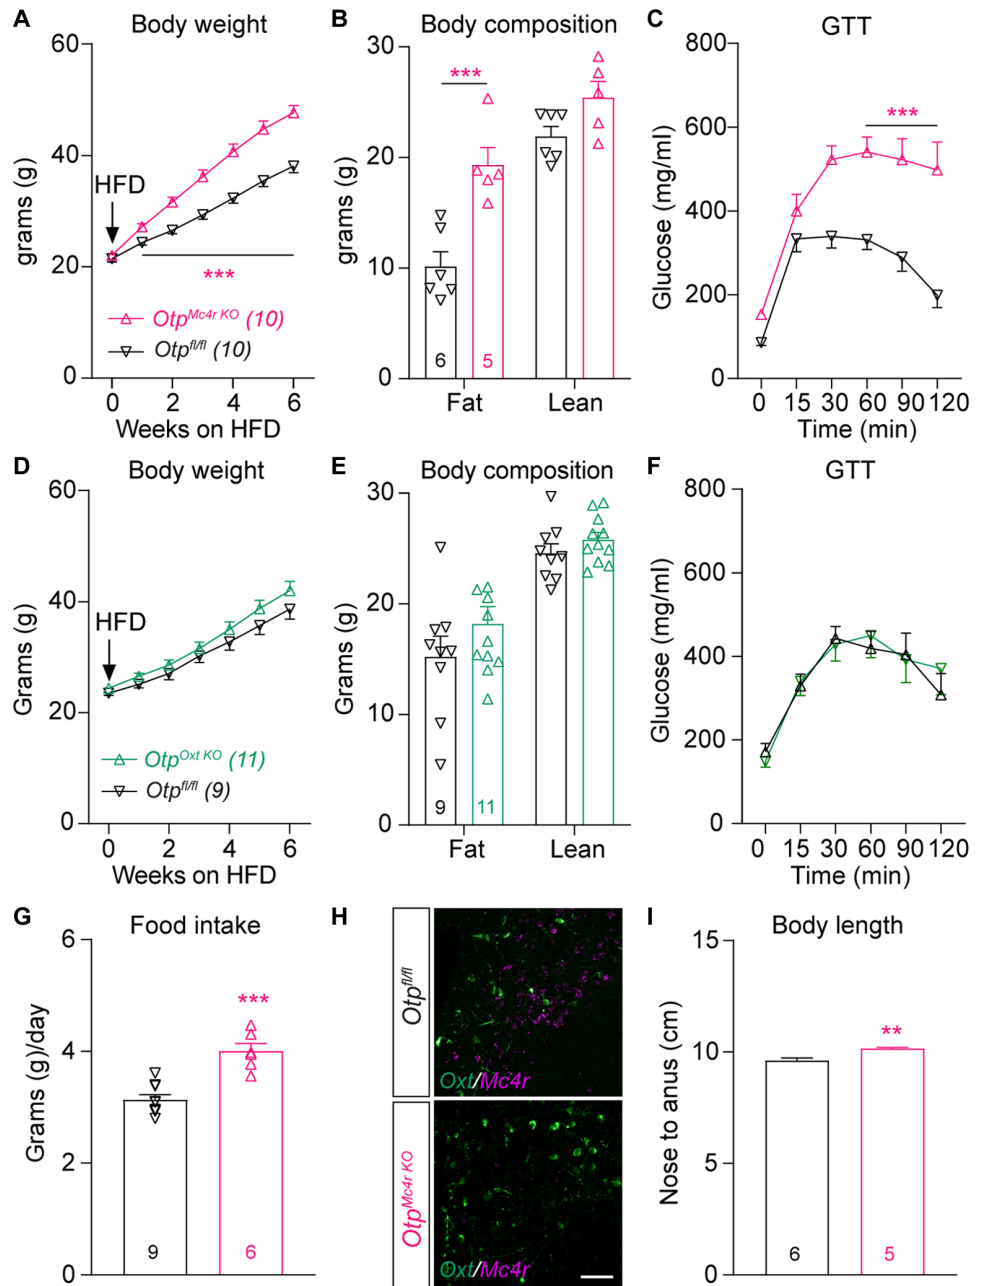 A
Body weight
60
40
20
0
grams (g)
HFD
***
Otp^Mc4r KO (10)
Otp^fl/fl (10)
0 2 4 6
Weeks on HFD
B
Body composition
30
20
10
0
grams (g)
***
6
5
Fat Lean
C
GTT
800
600
400
200
0
Glucose (mg/ml)
***
0 15 30 60 90 120
Time (min)
D
Body weight
60
40
20
0
Grams (g)
HFD
Otp^Oxt KO (11)
Otp^fl/fl (9)
0 2 4 6
Weeks on HFD
E
Body composition
30
20
10
0
Grams (g)
9
11
Fat Lean
F
GTT
800
600
400
200
0
Glucose (mg/ml)
0 15 30 60 90 120
Time (min)
G
Food intake
6
4
2
0
Grams (g)/day
***
9
6
H
Otp^fl/fl
Oxt/Mc4r
Otp^Mc4r KO
Oxt/Mc4r
I
Body length
15
10
5
0
Nose to anus (cm)
**
6
5